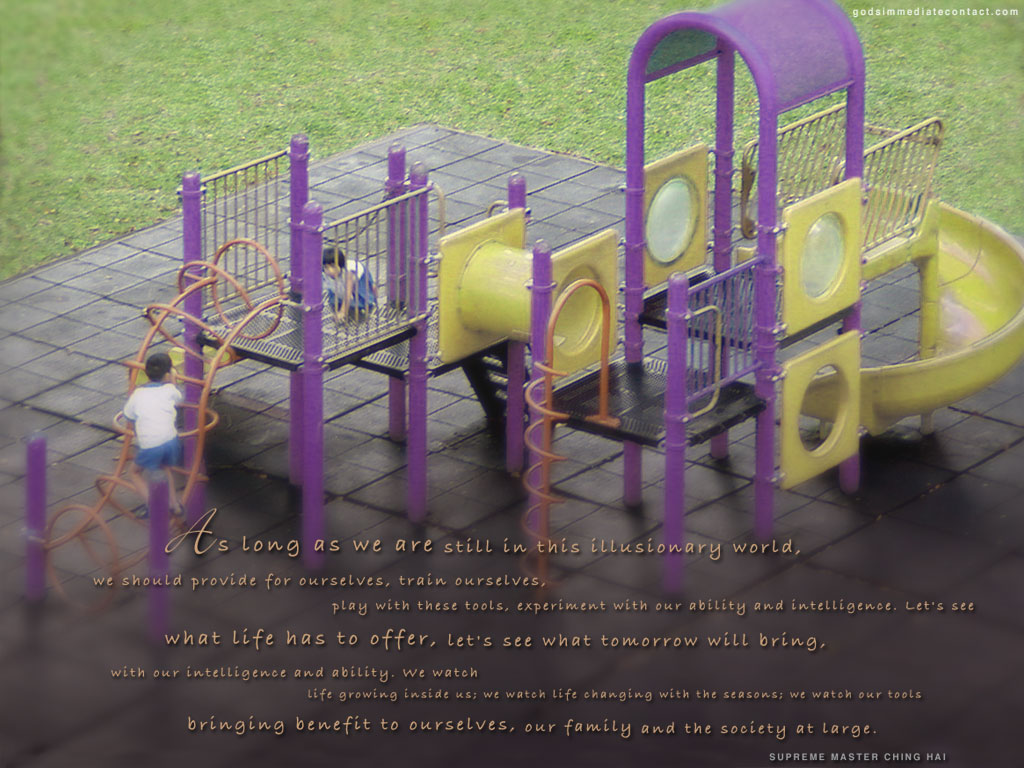 godsimmediatecontact.com
As long as we are still in this illusionary world,
we should provide for ourselves, train ourselves,
play with these tools, experiment with our ability and intelligence. Let's see
what life has to offer, let's see what tomorrow will bring,
with our intelligence and ability. We watch
life growing inside us; we watch life changing with the seasons; we watch our tools
bringing benefit to ourselves, our family and the society at large.
SUPREME MASTER CHING HAI